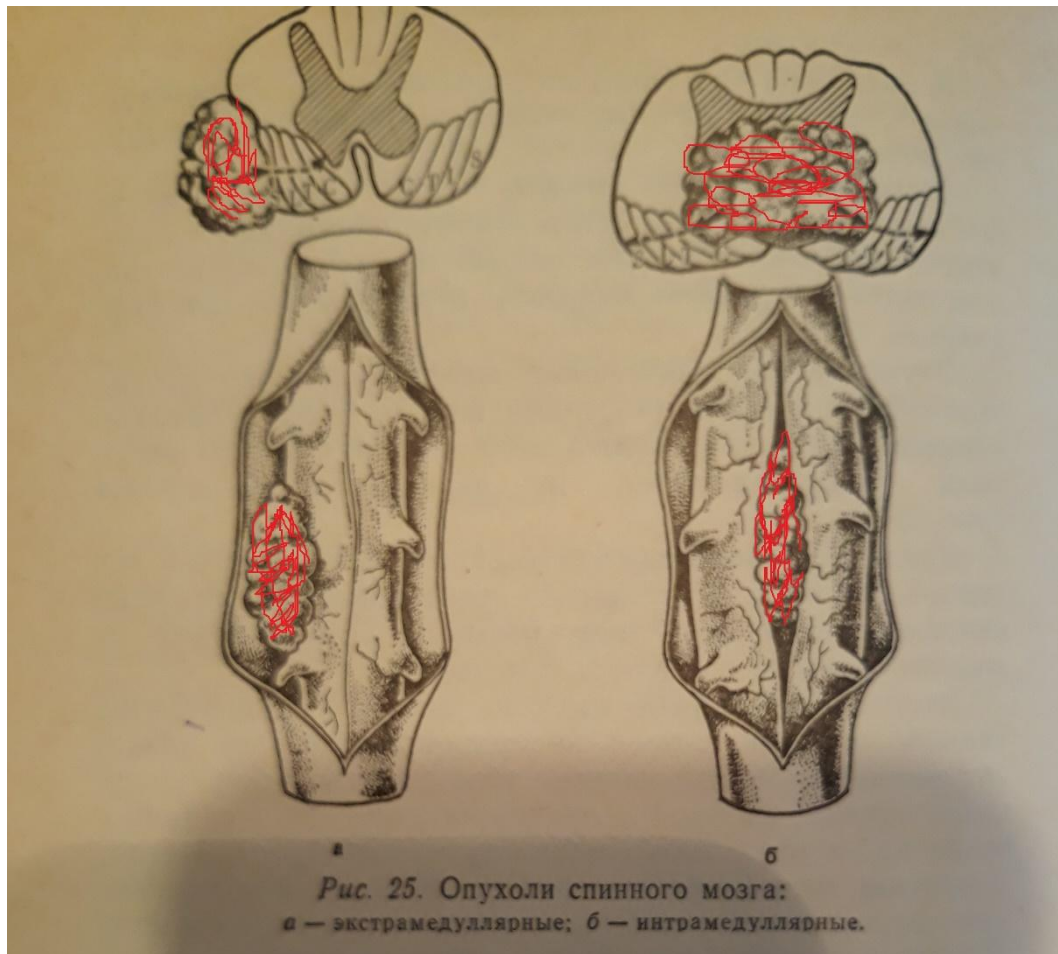 а
б
Рис. 25. Опухоли спинного мозга:
а — экстрамедуллярные; б — интрамедуллярные.